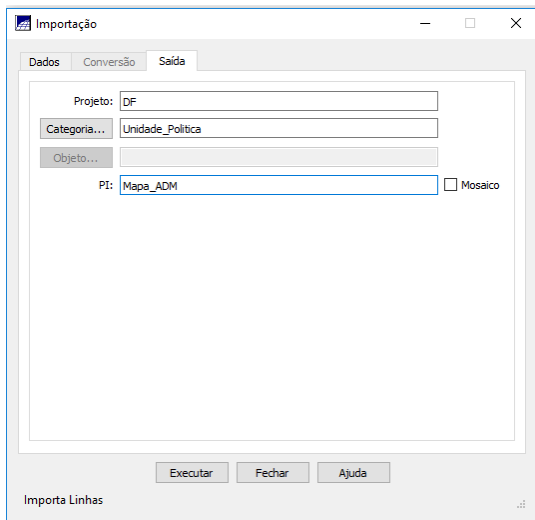 Importação
Dados Conversão Saída
Projeto: DF
Categoria... Unidade_Politica
Objeto...
PI: Mapa_ADM Mosaico
Executar Fechar Ajuda
Importa Linhas